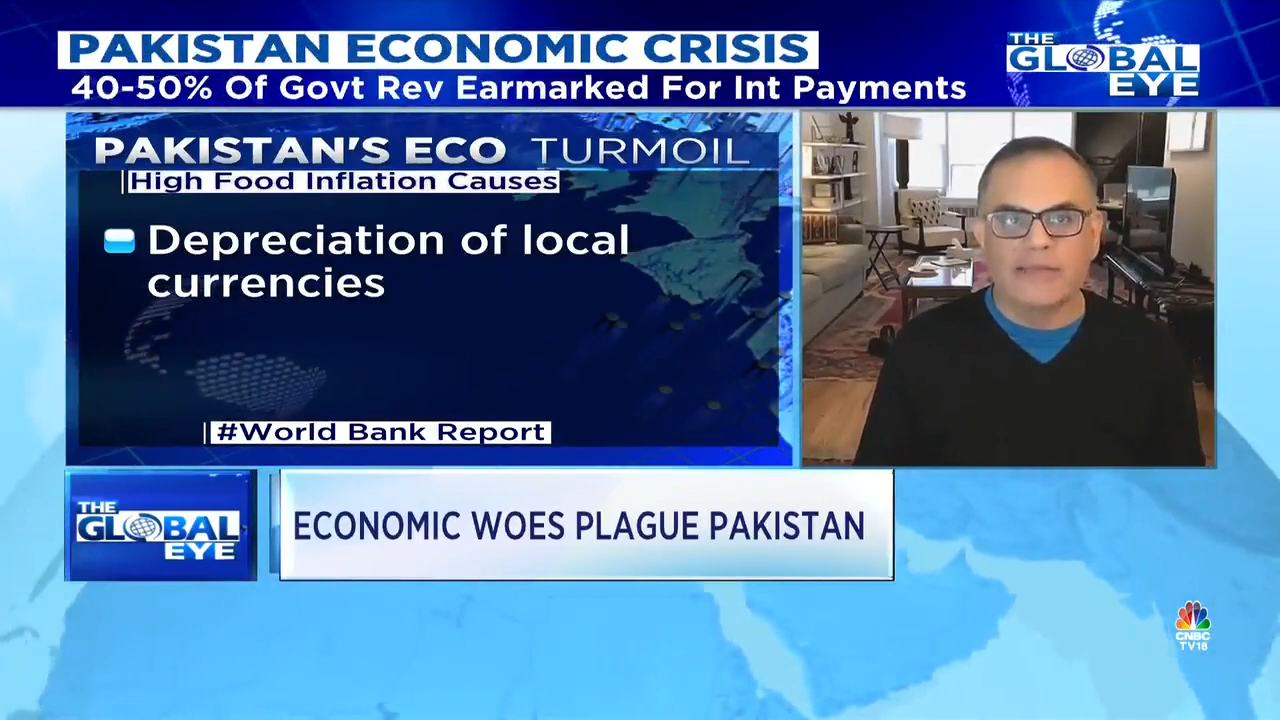 PAKISTAN ECONOMIC CRISIS
40-50% Of Govt Rev Earmarked For Int Payments
THE
GLOBAL
EYE
PAKISTAN'S ECO TURMOIL
High Food Inflation Causes
Depreciation of local
currencies
#World Bank Report
THE
GLOBAL
EYE
ECONOMIC WOES PLAGUE PAKISTAN
CNBC
TV18